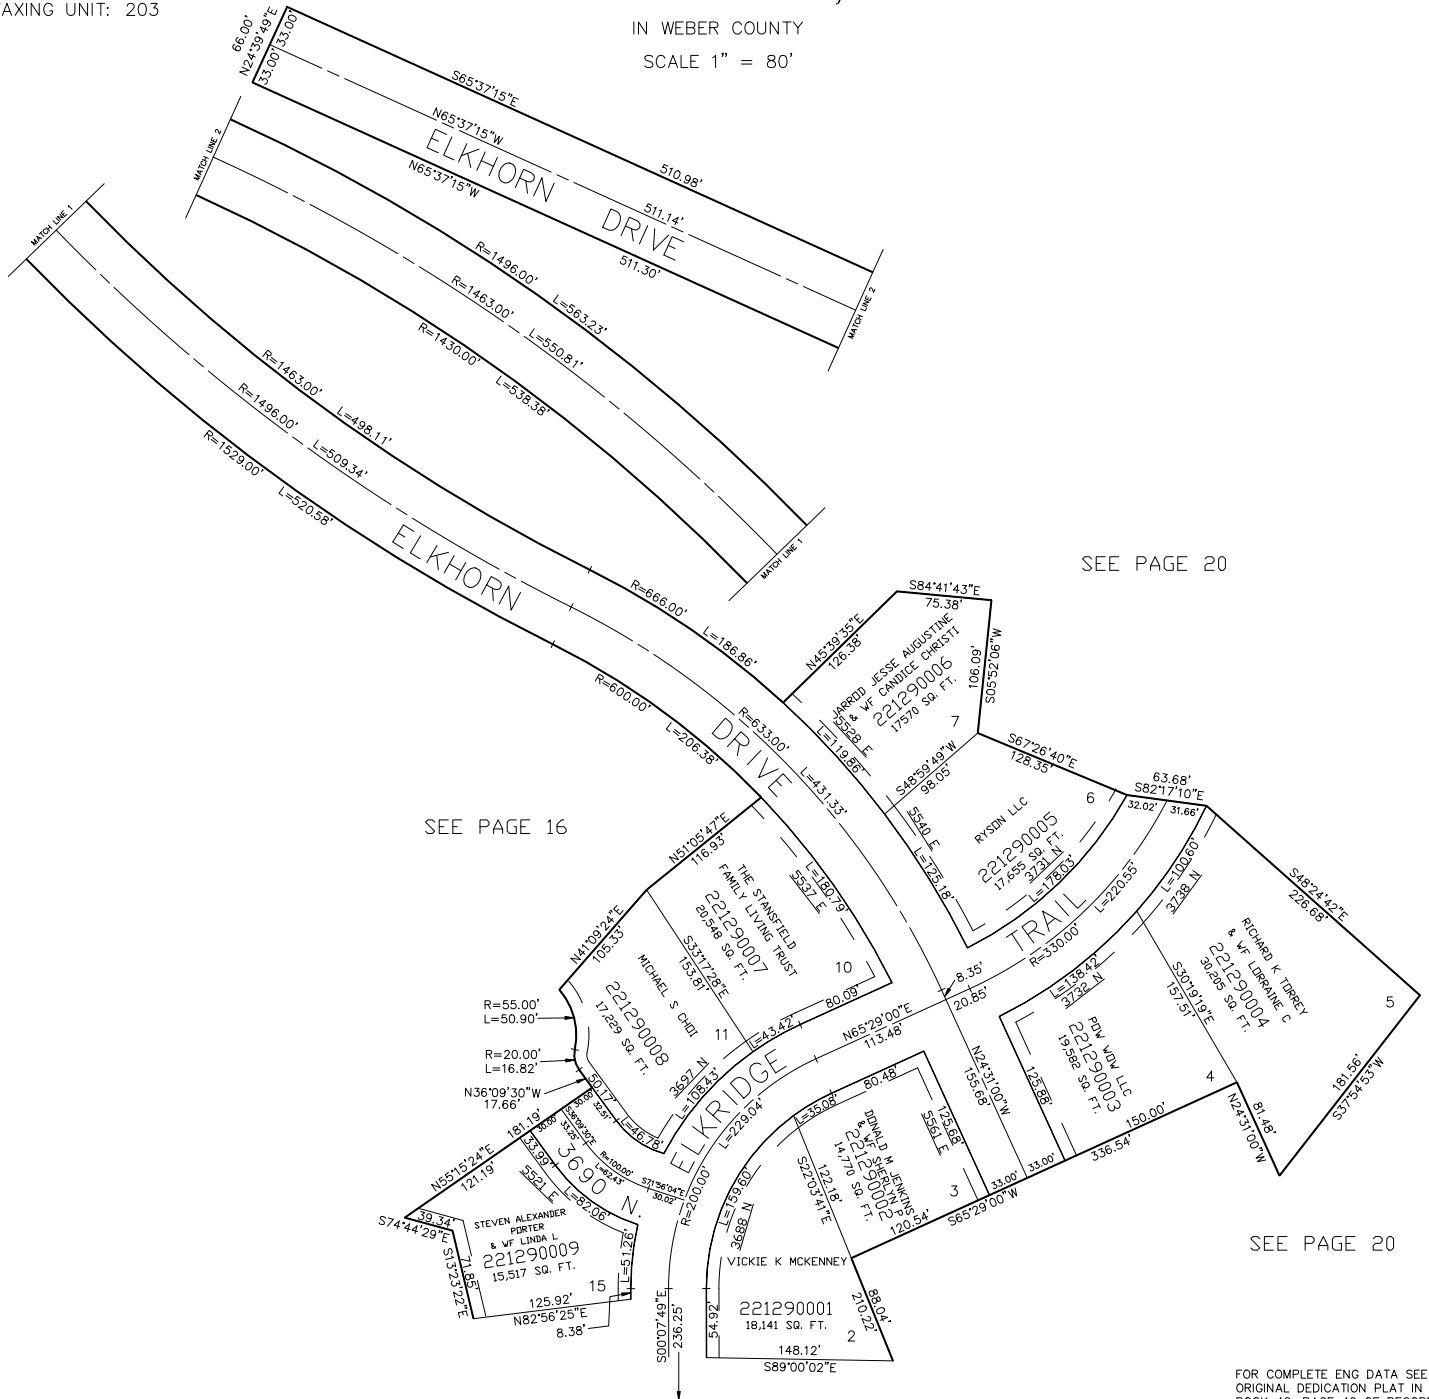 TAXING UNIT: 203
IN WEBER COUNTY
SCALE 1" = 80'
66.00'
N24°39'49"E
33.00'
33.00'
S65°37'15"E
510.98'
N65°37'15"W
511.14'
ELKHORN DRIVE
N65°37'15"W
511.30'
MATCH LINE 2
MATCH LINE 2
R=1496.00'
L=563.23'
R=1463.00'
L=550.81'
R=1430.00'
L=538.38'
MATCH LINE 1
MATCH LINE 1
R=1463.00'
L=498.11'
R=1496.00'
L=509.34'
R=1529.00'
L=520.58'
ELKHORN
DRIVE
R=666.00'
L=186.86'
R=633.00'
L=431.33'
R=600.00'
L=206.38'
SEE PAGE 20
S84°41'43"E
75.38'
N45°39'35"E
126.38'
JARROD JESSE AUGUSTINE
& WF CANDICE CHRISTI
221290006
17570 SQ. FT.
5528 E
L=119.86'
7
106.09'
S05°52'06"W
S48°59'49"W
98.05'
S67°26'40"E
128.35'
63.68'
S82°17'10"E
32.02'
31.66'
6
RYSON LLC
221290005
17,655 SQ. FT.
3731 N
L=178.03'
5540 E
L=125.18'
SEE PAGE 16
N51°05'47"E
116.93'
THE STANSFIELD
FAMILY LIVING TRUST
221290007
20,548 SQ. FT.
L=180.79'
5537 E
10
80.09'
S33°17'28"E
153.81'
N41°09'24"E
105.33'
MICHAEL S CHOI
221290008
17,229 SQ. FT.
11
L=43.42'
3697 N
L=108.43'
R=55.00'
L=50.90'
R=20.00'
L=16.82'
N36°09'30"W
17.66'
50.17'
L=46.78'
TRAIL
L=220.55'
R=330.00'
8.35'
20.85'
N65°29'00"E
113.48'
ELKRIDGE
L=229.04'
R=200.00'
L=100.60'
3738 N
S48°24'42"E
226.68'
RICHARD K TORREY
& WF LORRAINE C
221290004
30,205 SQ. FT.
5
S30°19'19"E
157.51'
L=138.42'
3732 N
POW WOW LLC
221290003
19,582 SQ. FT.
4
125.88'
N24°31'00"W
155.68'
150.00'
336.54'
N24°31'00"W
81.48'
181.56'
S37°54'53"W
33.00'
33.00'
S65°29'00"W
120.54'
80.48'
L=35.08'
125.68'
5561 E
DONALD M JENKINS
& WF SHERLYN P
221290002
14,770 SQ. FT.
3
122.18'
S22°03'41"E
L=159.60'
3688 N
VICKIE K MCKENNEY
221290001
18,141 SQ. FT.
2
88.04'
210.22'
54.92'
148.12'
S89°00'02"E
S00°07'49"E
236.25'
181.19'
30.00'
30.00'
N55°15'24"E
121.19'
S36°09'30"E
33.25'
32.51'
R=100.00'
L=62.43'
S71°56'04"E
30.02'
3690 N.
33.99'
5521 E
L=82.06'
L=51.26'
39.34'
S74°44'29"E
71.85'
S13°23'22"E
STEVEN ALEXANDER
PORTER
& WF LINDA L
221290009
15,517 SQ. FT.
15
125.92'
N82°56'25"E
8.38'
SEE PAGE 20
FOR COMPLETE ENG DATA SEE
ORIGINAL DEDICATION PLAT IN